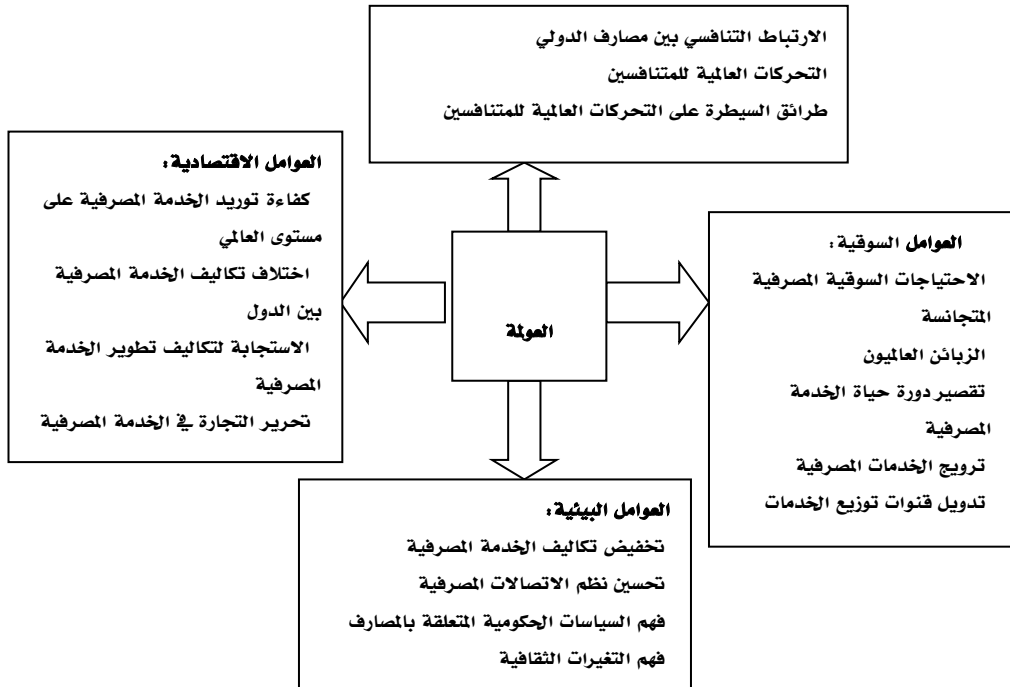 الارتباط التنافسي بين مصارف الدولي
التحركات العالمية للمتنافسين
طرائق السيطرة على التحركات العالمية للمتنافسين
العوامل السوقية:
الاحتياجات السوقية المصرفية
المتجانسة
الزبائن العالميون
تقصير دورة حياة الخدمة
المصرفية
ترويج الخدمات المصرفية
تدويل قنوات توزيع الخدمات
العولمة
العوامل الاقتصادية:
كفاءة توريد الخدمة المصرفية على
مستوى العالمي
اختلاف تكاليف الخدمة المصرفية
بين الدول
الاستجابة لتكاليف تطوير الخدمة
المصرفية
تحرير التجارة في الخدمة المصرفية
العوامل البيئية:
تخفيض تكاليف الخدمة المصرفية
تحسين نظم الاتصالات المصرفية
فهم السياسات الحكومية المتعلقة بالمصارف
فهم التغيرات الثقافية